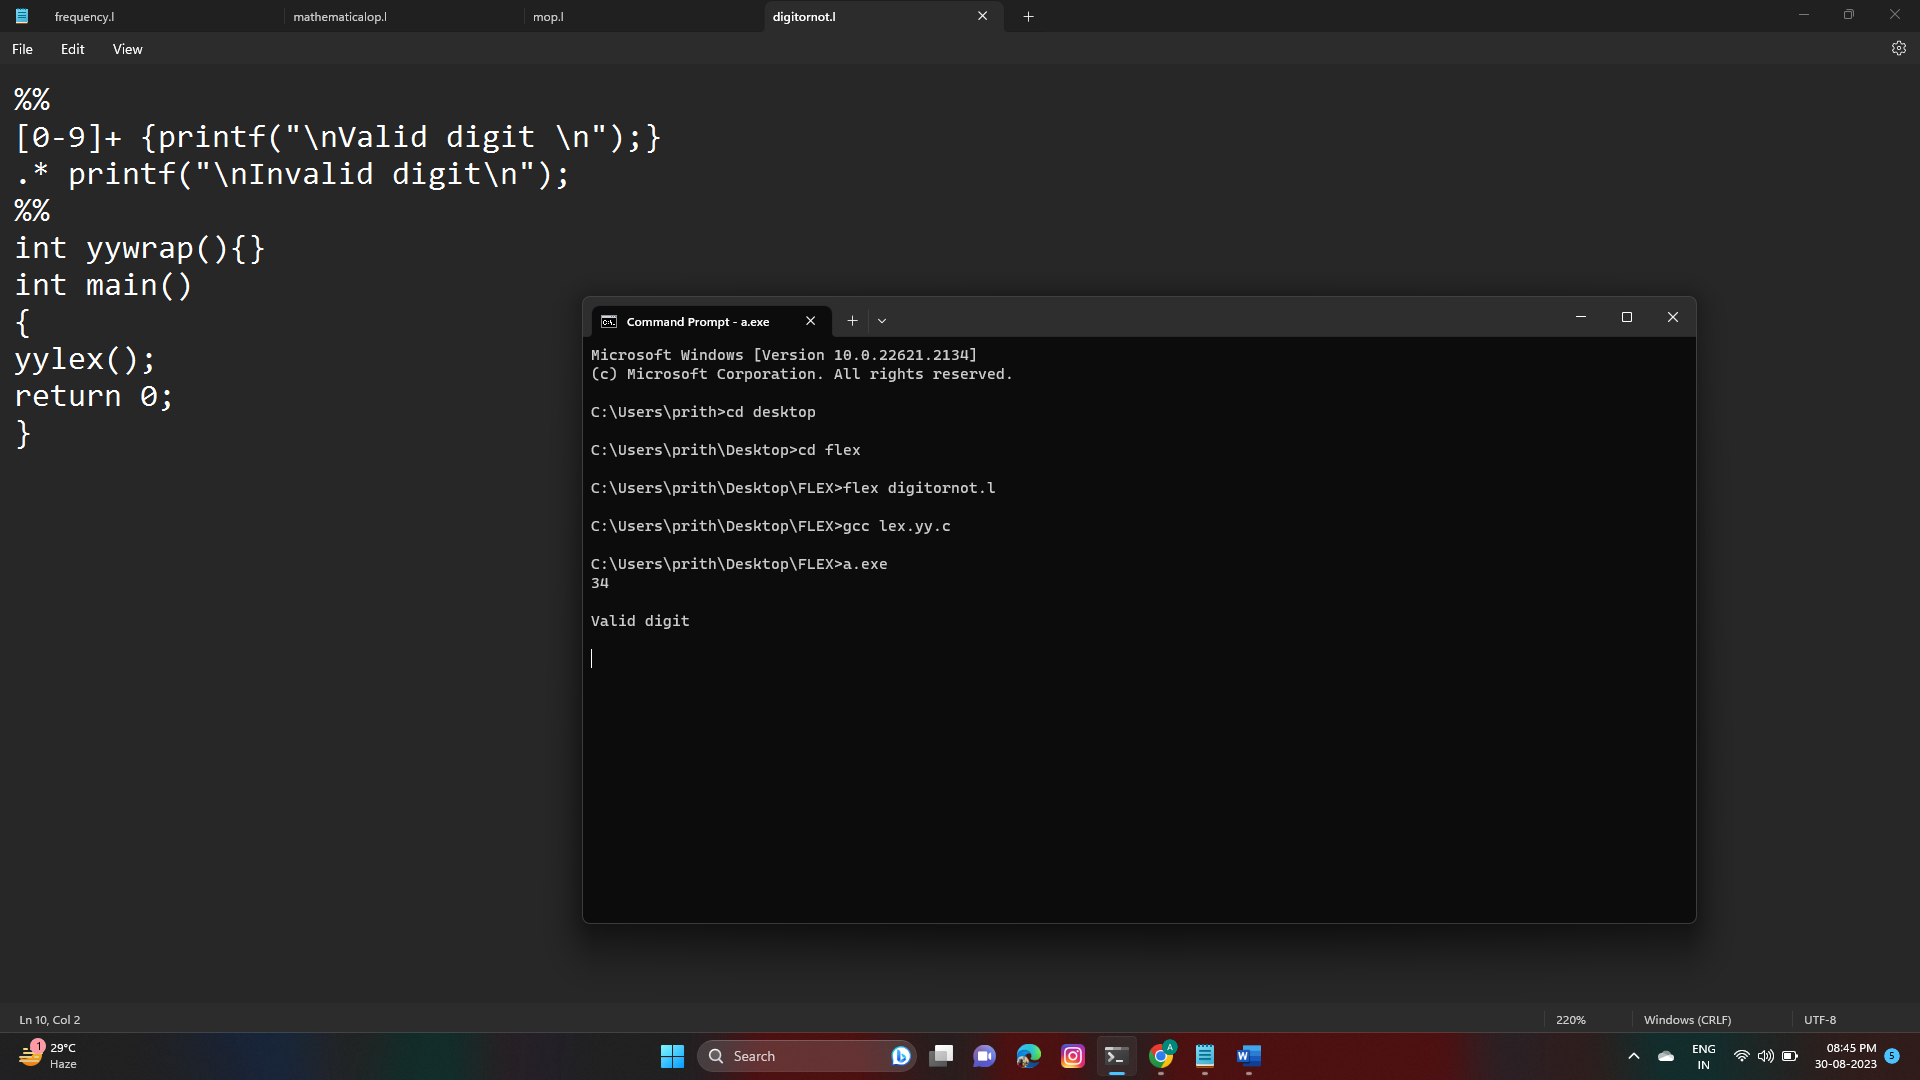 frequency.l
mathematicalop.l
mop.l
digitornot.l
File
Edit
View
%%
[0-9]+ {printf("\nValid digit \n");}
.* printf("\nInvalid digit\n");
%%
int yywrap(){}
int main()
{
yylex();
return 0;
}
Command Prompt - a.exe
Microsoft Windows [Version 10.0.22621.2134]
(c) Microsoft Corporation. All rights reserved.
C:\Users\prith>cd desktop
C:\Users\prith\Desktop>cd flex
C:\Users\prith\Desktop\FLEX>flex digitornot.l
C:\Users\prith\Desktop\FLEX>gcc lex.yy.c
C:\Users\prith\Desktop\FLEX>a.exe
34
Valid digit
Ln 10, Col 2
220%
Windows (CRLF)
UTF-8
1
29°C
Haze
Search
A
W
ENG
IN
08:45 PM
30-08-2023
5